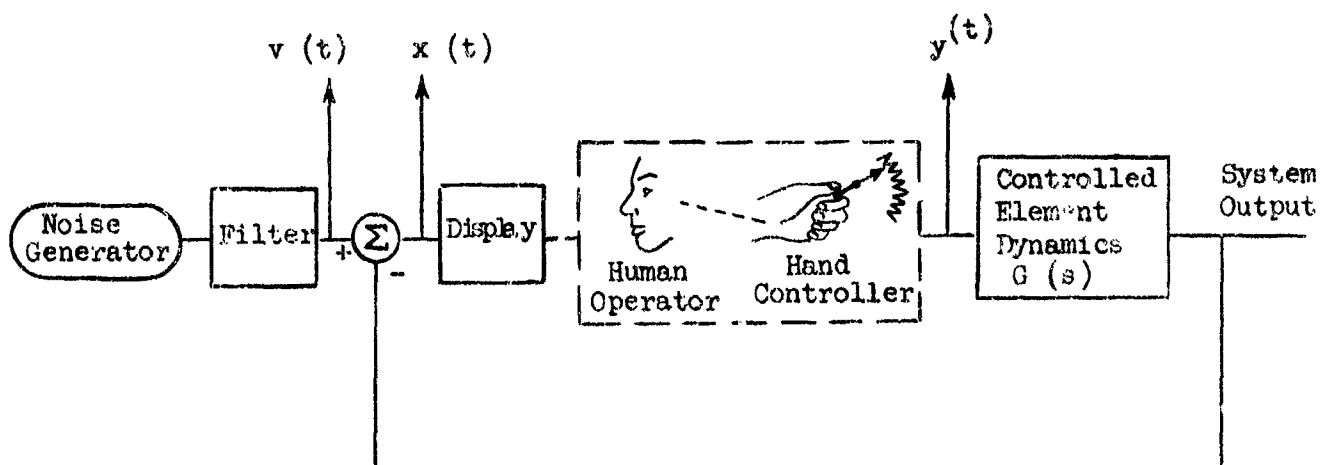 v (t)
x (t)
y(t)
Noise
Generator
Filter
+
Σ
-
Display
Human
Operator
Hand
Controller
Controlled
Element
Dynamics
G (s)
System
Output